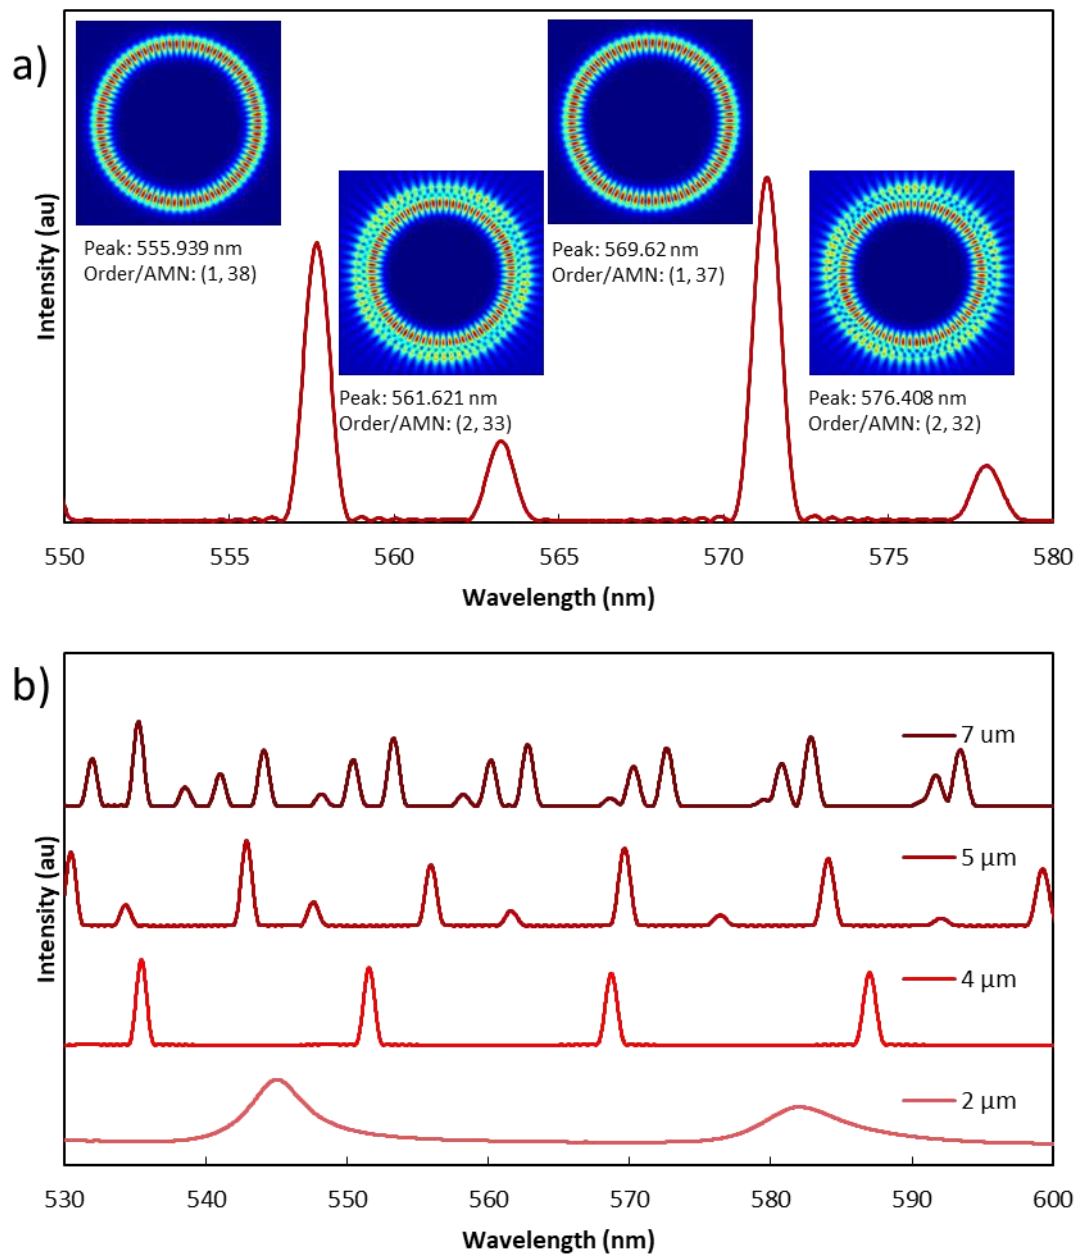 a)
Intensity (au)
Peak: 555.939 nm
Order/AMN: (1, 38)
Peak: 561.621 nm
Order/AMN: (2, 33)
Peak: 569.62 nm
Order/AMN: (1, 37)
Peak: 576.408 nm
Order/AMN: (2, 32)
550 555 560 565 570 575 580
Wavelength (nm)
b)
Intensity (au)
7 um
5 µm
4 µm
2 µm
530 540 550 560 570 580 590 600
Wavelength (nm)